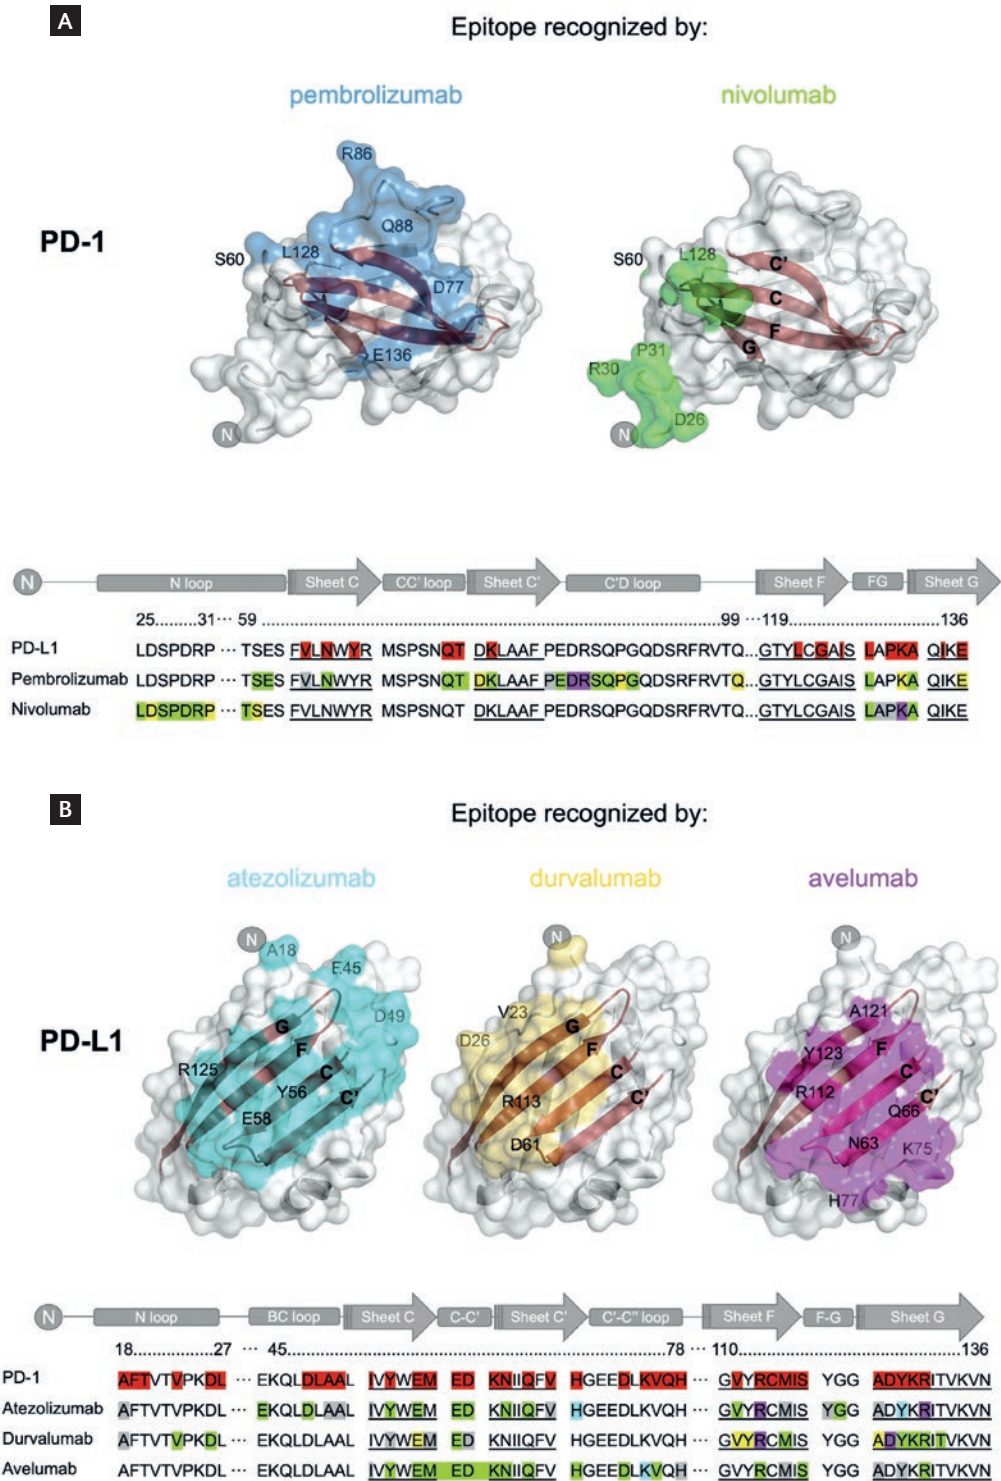 A
Epitope recognized by:
pembrolizumab
nivolumab
PD-1
R86
Q88
S60
L128
D77
E136
N
S60
L128
C'
C
F
G
P31
R30
D26
N
N
N loop
Sheet C
CC' loop
Sheet C'
C'D loop
Sheet F
FG
Sheet G
25.........31 ··· 59 ..........99 ··· 119..........136
PD-L1 LDSPDRP ··· TSES FVLNWYR MSPSNQT DKLAAF PEDRSQPGQDSRFRVTQ...GTYLCGAIS LAPKA QIKE
Pembrolizumab LDSPDRP ··· TSES FVLNWYR MSPSNQT DKLAAF PEDRSQPGQDSRFRVTQ...GTYLCGAIS LAPKA QIKE
Nivolumab LDSPDRP ··· TSES FVLNWYR MSPSNQT DKLAAF PEDRSQPGQDSRFRVTQ...GTYLCGAIS LAPKA QIKE
B
Epitope recognized by:
atezolizumab
durvalumab
avelumab
PD-L1
N
A18
E45
D49
G
F
R125
C
Y56
C'
E58
N
V23
D26
G
F
C
R113
C'
D61
N
A121
Y123
F
C
R112
C'
Q66
N63
K75
H77
N
N loop
BC loop
Sheet C
C-C'
Sheet C'
C'-C'' loop
Sheet F
F-G
Sheet G
18..........27 ··· 45..........78 ··· 110..........136
PD-1 AFTVTVPKDL ··· EKQLDLAAL IVYWEM ED KNIIQFV HGEEDLKVQH ··· GVYRCMIS YGG ADYKRITVKVN
Atezolizumab AFTVTVPKDL ··· EKQLDLAAL IVYWEM ED KNIIQFV HGEEDLKVQH ··· GVYRCMIS YGG ADYKRITVKVN
Durvalumab AFTVTVPKDL ··· EKQLDLAAL IVYWEM ED KNIIQFV HGEEDLKVQH ··· GVYRCMIS YGG ADYKRITVKVN
Avelumab AFTVTVPKDL ··· EKQLDLAAL IVYWEM ED KNIIQFV HGEEDLKVQH ··· GVYRCMIS YGG ADYKRITVKVN